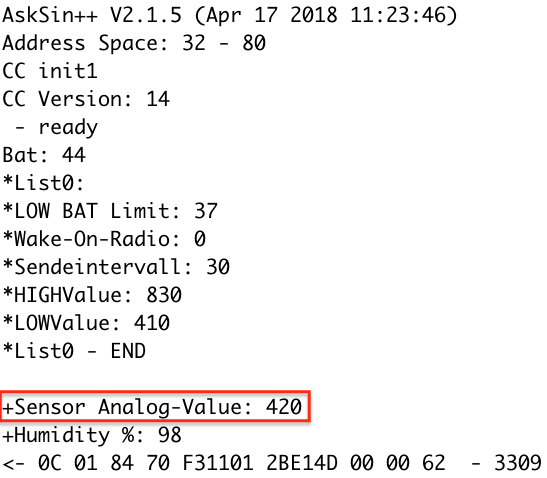 AskSin++ V2.1.5 (Apr 17 2018 11:23:46)
Address Space: 32 - 80
CC init1
CC Version: 14
 - ready
Bat: 44
*List0:
*LOW BAT Limit: 37
*Wake-On-Radio: 0
*Sendeintervall: 30
*HIGHValue: 830
*LOWValue: 410
*List0 - END
+Sensor Analog-Value: 420
+Humidity %: 98
<- 0C 01 84 70 F31101 2BE14D 00 00 62  - 3309